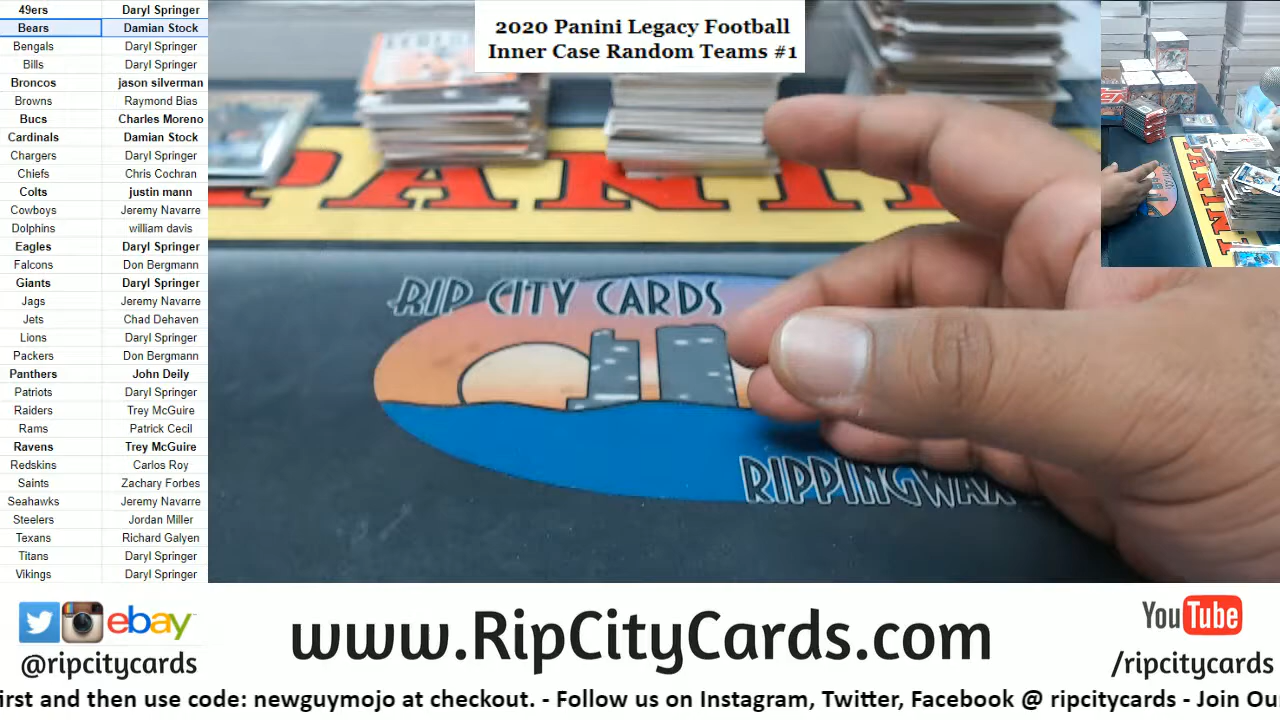 49ers Daryl Springer
Bears Damian Stock
Bengals Daryl Springer
Bills Daryl Springer
Broncos jason silverman
Browns Raymond Bias
Bucs Charles Moreno
Cardinals Damian Stock
Chargers Daryl Springer
Chiefs Chris Cochran
Colts justin mann
Cowboys Jeremy Navarre
Dolphins william davis
Eagles Daryl Springer
Falcons Don Bergmann
Giants Daryl Springer
Jags Jeremy Navarre
Jets Chad Dehaven
Lions Daryl Springer
Packers Don Bergmann
Panthers John Deily
Patriots Daryl Springer
Raiders Trey McGuire
Rams Patrick Cecil
Ravens Trey McGuire
Redskins Carlos Roy
Saints Zachary Forbes
Seahawks Jeremy Navarre
Steelers Jordan Miller
Texans Richard Galyen
Titans Daryl Springer
Vikings Daryl Springer
2020 Panini Legacy Football
Inner Case Random Teams #1
PANINI
RIP CITY CARDS
RIPPINGWAX
ebay
@ripcitycards
www.RipCityCards.com
YouTube
/ripcitycards
first and then use code: newguymojo at checkout. - Follow us on Instagram, Twitter, Facebook @ ripcitycards - Join Ou